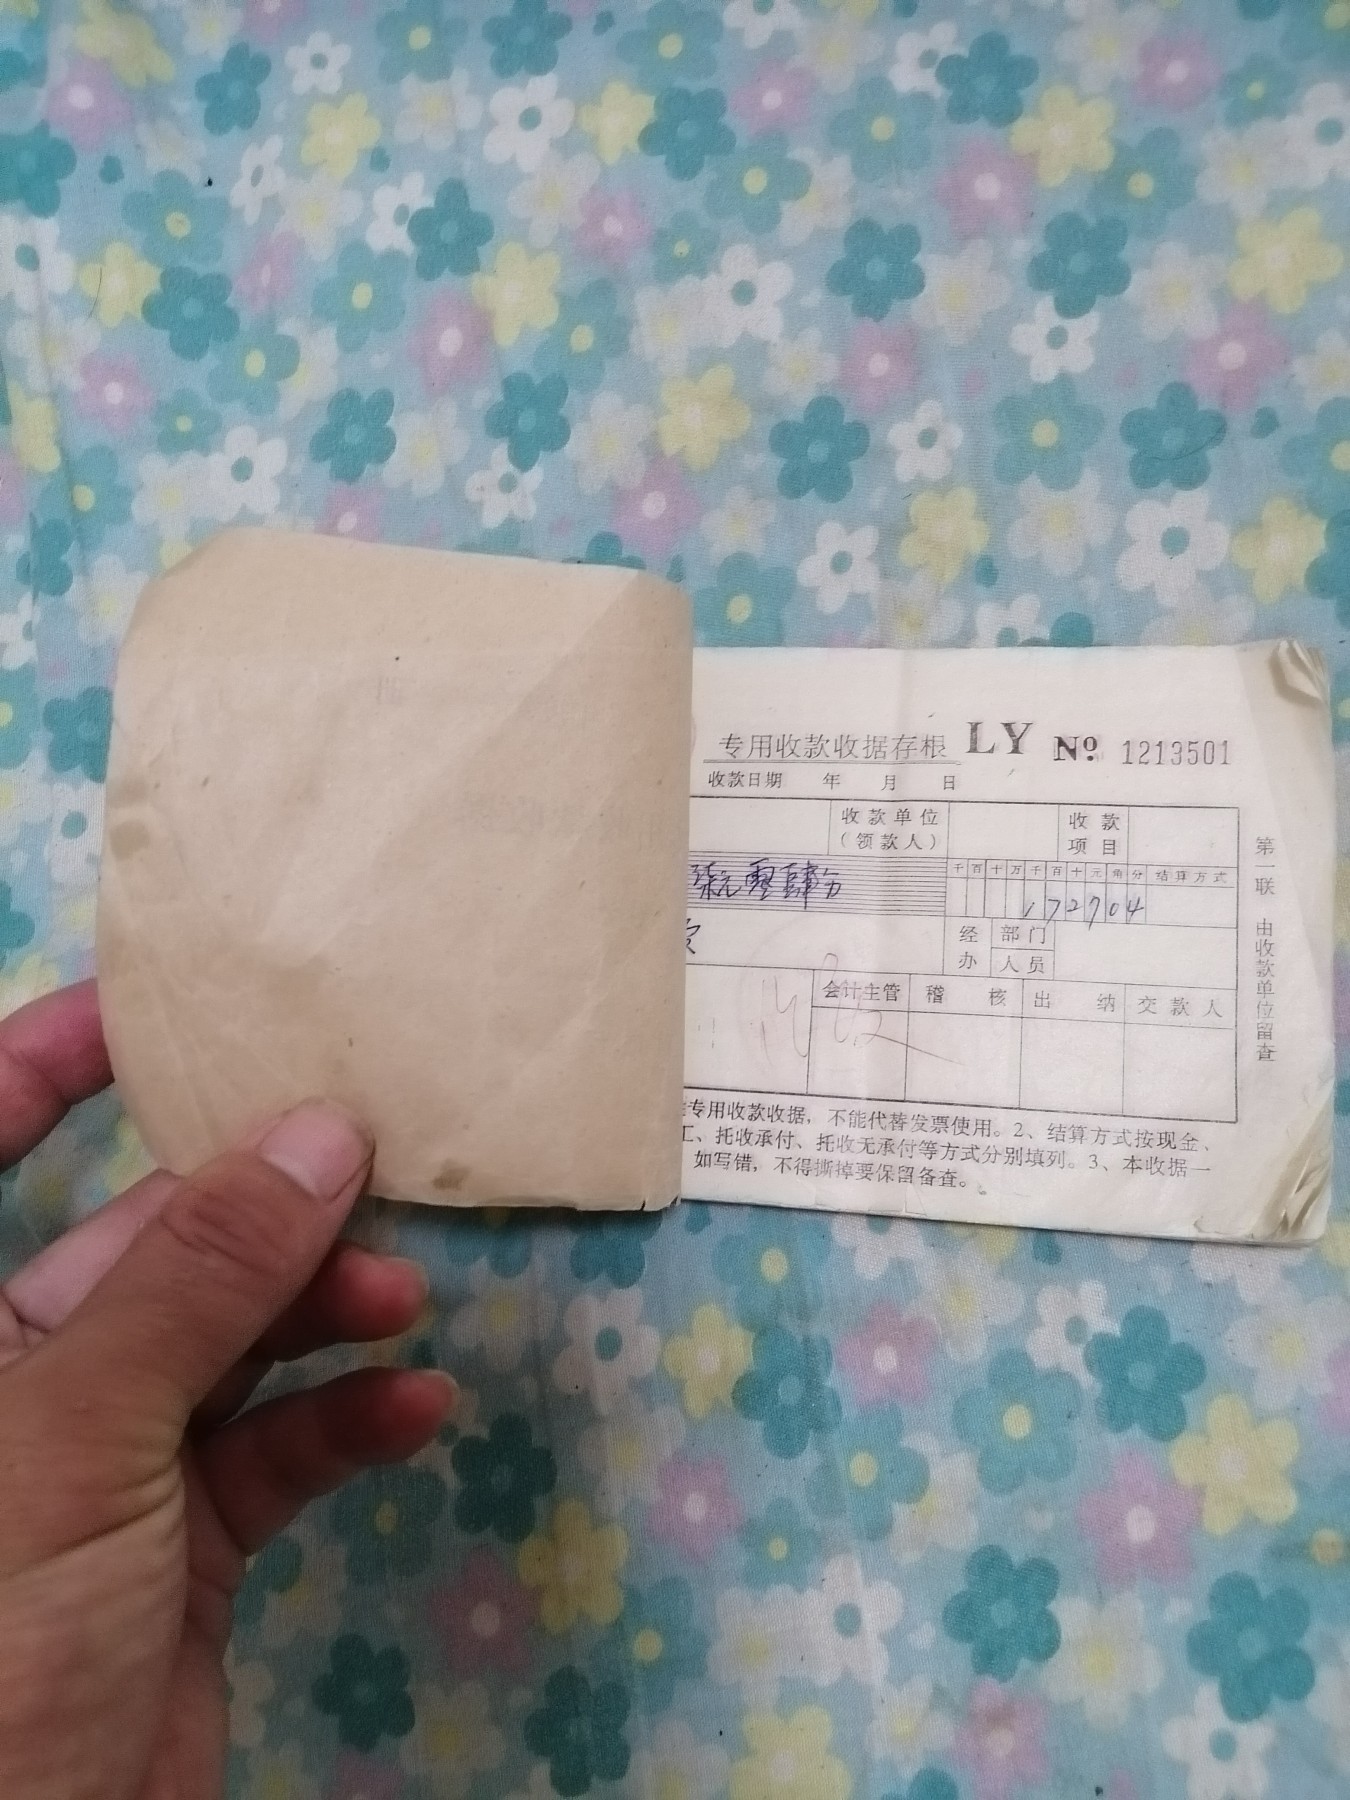 专用收款收据存根 LY № 1213501
收款日期 年 月 日
收款单位
(领款人)
收款
项目
千百十万千百十元角分 结算方式
柒元零肆分
172704
经办
部门
人员
会计主管 稽核 出纳 交款人
专用收款收据，不能代替发票使用。2、结算方式按现金、
汇、托收承付、托收无承付等方式分别填列。3、本收据一
如写错，不得撕掉要保留备查。
第一联 由收款单位留查